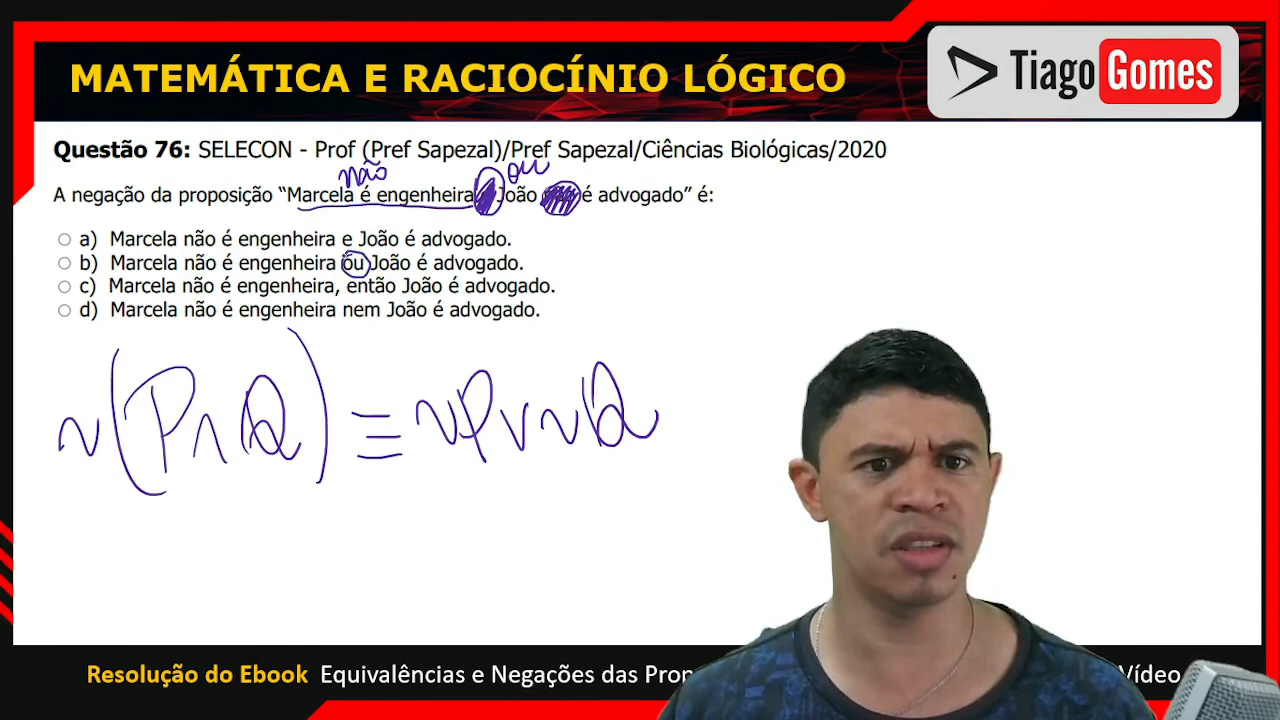 MATEMÁTICA E RACIOCÍNIO LÓGICO
Tiago Gomes
Questão 76: SELECON - Prof (Pref Sapezal)/Pref Sapezal/Ciências Biológicas/2020
não ou
A negação da proposição “Marcela é engenheira João é advogado” é:
a) Marcela não é engenheira e João é advogado.
b) Marcela não é engenheira ou João é advogado.
c) Marcela não é engenheira, então João é advogado.
d) Marcela não é engenheira nem João é advogado.
~(P∧Q) ≡ ~P∨~Q
Resolução do Ebook Equivalências e Negações das Vídeo